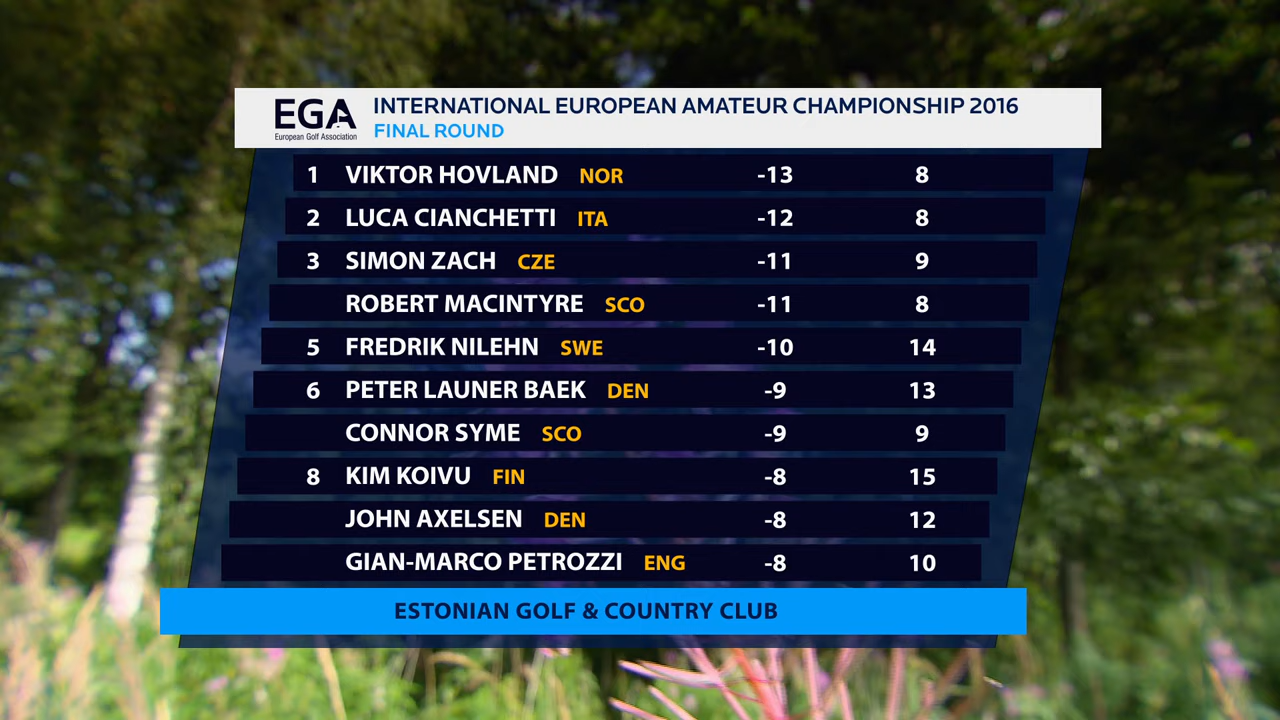 EGA
European Golf Association
INTERNATIONAL EUROPEAN AMATEUR CHAMPIONSHIP 2016
FINAL ROUND
1 VIKTOR HOVLAND NOR -13 8
2 LUCA CIANCHETTI ITA -12 8
3 SIMON ZACH CZE -11 9
ROBERT MACINTYRE SCO -11 8
5 FREDRIK NILEHN SWE -10 14
6 PETER LAUNER BAEK DEN -9 13
CONNOR SYME SCO -9 9
8 KIM KOIVU FIN -8 15
JOHN AXELSEN DEN -8 12
GIAN-MARCO PETROZZI ENG -8 10
ESTONIAN GOLF & COUNTRY CLUB